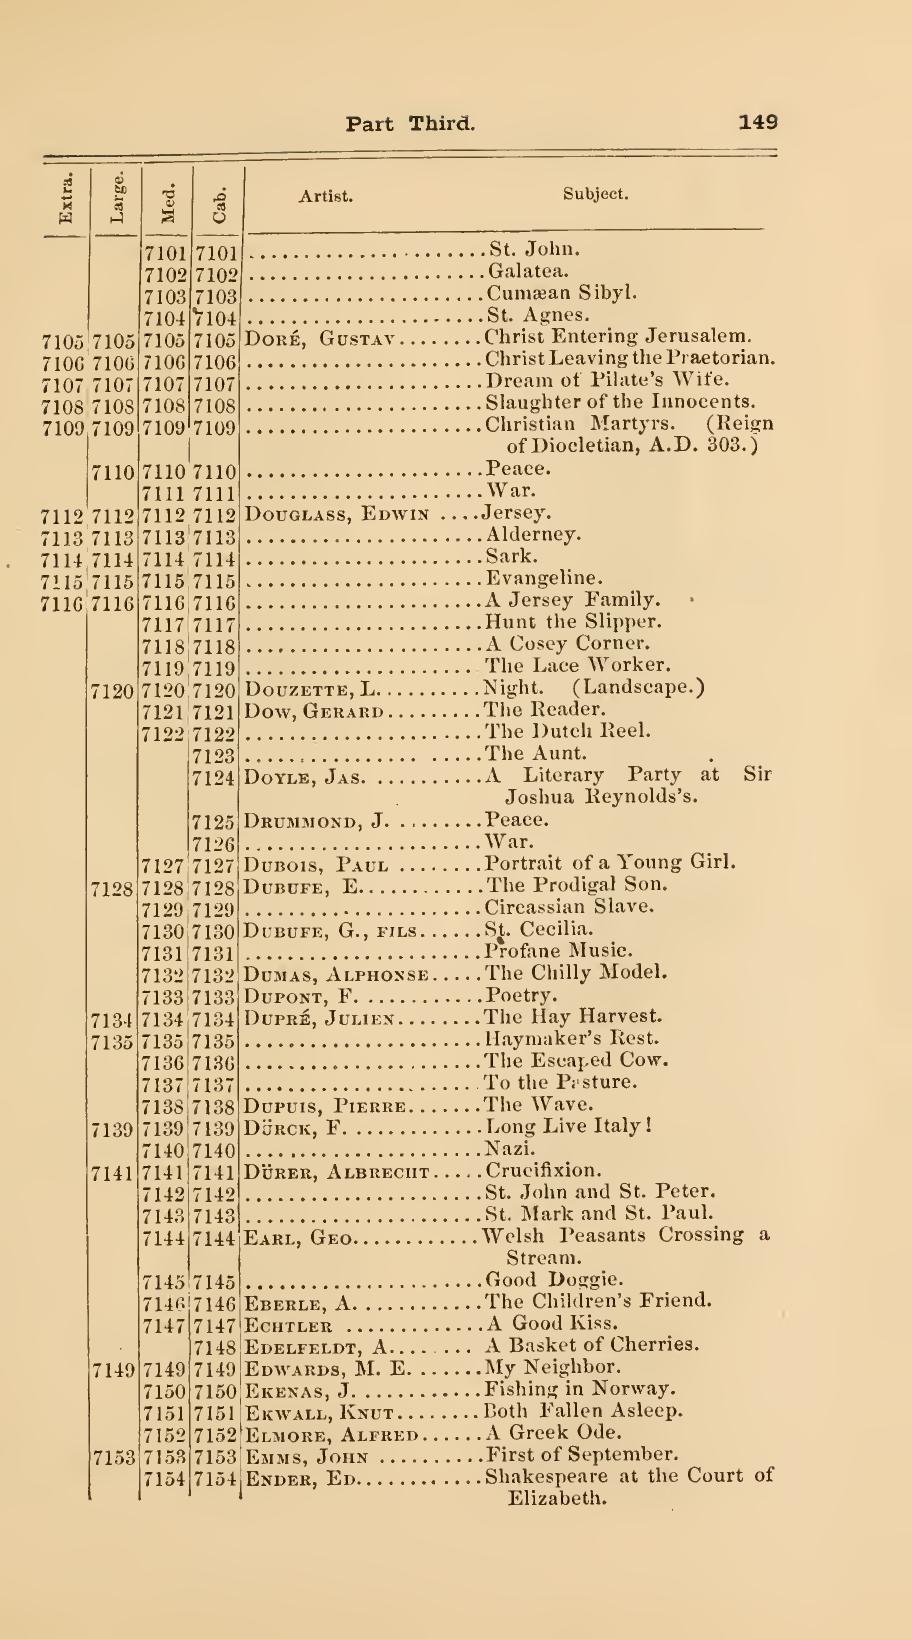 Part Third. 149
Extra. Large. Med. Cab. Artist. Subject.
7101 7101 ........................ St. John.
7102 7102 ........................ Galatea.
7103 7103 ........................ Cumæan Sibyl.
7104 7104 ........................ St. Agnes.
7105 7105 7105 7105 DORÉ, GUSTAV........Christ Entering Jerusalem.
7106 7106 7106 7106 ........................ Christ Leaving the Praetorian.
7107 7107 7107 7107 ........................ Dream of Pilate's Wife.
7108 7108 7108 7108 ........................ Slaughter of the Innocents.
7109 7109 7109 7109 ........................ Christian Martyrs. (Reign
of Diocletian, A.D. 303.)
7110 7110 7110 ........................ Peace.
7111 7111 ........................ War.
7112 7112 7112 7112 DOUGLASS, EDWIN ....Jersey.
7113 7113 7113 7113 ........................ Alderney.
7114 7114 7114 7114 ........................ Sark.
7115 7115 7115 7115 ........................ Evangeline.
7116 7116 7116 7116 ........................ A Jersey Family.
7117 7117 ........................ Hunt the Slipper.
7118 7118 ........................ A Cosey Corner.
7119 7119 ........................ The Lace Worker.
7120 7120 7120 DOUZETTE, L..........Night. (Landscape.)
7121 7121 DOW, GERARD.........The Reader.
7122 7122 ........................ The Dutch Reel.
7123 ........................ The Aunt.
7124 DOYLE, JAS. ..........A Literary Party at Sir
Joshua Reynolds's.
7125 DRUMMOND, J. ........Peace.
7126 ........................ War.
7127 7127 DUBOIS, PAUL ........Portrait of a Young Girl.
7128 7128 7128 DUBUFE, E............The Prodigal Son.
7129 7129 ........................ Circassian Slave.
7130 7130 DUBUFE, G., FILS......St. Cecilia.
7131 7131 ........................ Profane Music.
7132 7132 DUMAS, ALPHONSE.....The Chilly Model.
7133 7133 DUPONT, F. ...........Poetry.
7134 7134 7134 DUPRÉ, JULIEN........The Hay Harvest.
7135 7135 7135 ........................ Haymaker's Rest.
7136 7136 ........................ The Escaped Cow.
7137 7137 ........................ To the Pasture.
7138 7138 DUPUIS, PIERRE.......The Wave.
7139 7139 7139 DÜRCK, F. ............Long Live Italy!
7140 7140 ........................ Nazi.
7141 7141 7141 DÜRER, ALBRECHT.....Crucifixion.
7142 7142 ........................ St. John and St. Peter.
7143 7143 ........................ St. Mark and St. Paul.
7144 7144 EARL, GEO............Welsh Peasants Crossing a
Stream.
7145 7145 ........................ Good Doggie.
7146 7146 EBERLE, A. ...........The Children's Friend.
7147 7147 ECHTLER .............A Good Kiss.
7148 EDELFELDT, A........ A Basket of Cherries.
7149 7149 7149 EDWARDS, M. E. .......My Neighbor.
7150 7150 EKENAS, J. ...........Fishing in Norway.
7151 7151 EKWALL, KNUT........Both Fallen Asleep.
7152 7152 ELMORE, ALFRED......A Greek Ode.
7153 7153 7153 EMMS, JOHN ..........First of September.
7154 7154 ENDER, ED............Shakespeare at the Court of
Elizabeth.